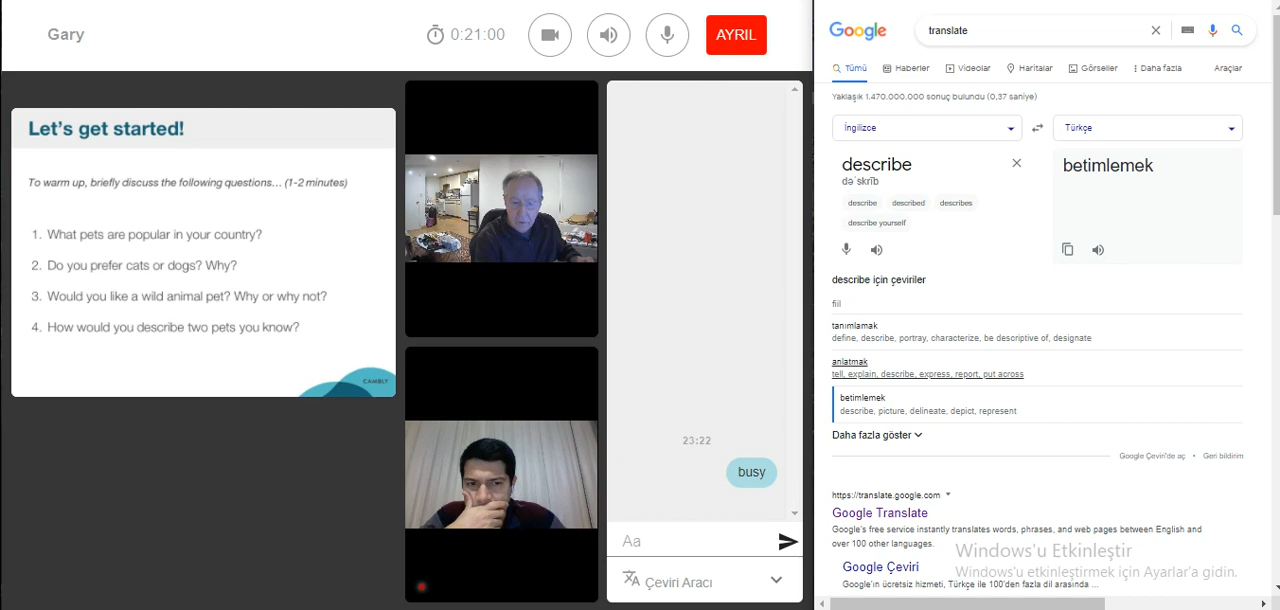 Gary
0:21:00
AYRIL
Let's get started!
To warm up, briefly discuss the following questions... (1-2 minutes)
1. What pets are popular in your country?
2. Do you prefer cats or dogs? Why?
3. Would you like a wild animal pet? Why or why not?
4. How would you describe two pets you know?
CAMBLY
23:22
busy
Aa
Çeviri Aracı
Google
translate
Tümü
Haberler
Videolar
Haritalar
Görseller
Daha fazla
Araçlar
Yaklaşık 1.470.000.000 sonuç bulundu (0,37 saniye)
İngilizce
Türkçe
describe
dəˈskrīb
describe described describes
describe yourself
betimlemek
describe için çeviriler
fiil
tanımlamak
define, describe, portray, characterize, be descriptive of, designate
anlatmak
tell, explain, describe, express, report, put across
betimlemek
describe, picture, delineate, depict, represent
Daha fazla göster
Google Çeviri'de aç • Geri bildirim
https://translate.google.com
Google Translate
Google's free service instantly translates words, phrases, and web pages between English and
over 100 other languages.
Google Çeviri
Google'ın ücretsiz hizmeti, Türkçe ile 100'den fazla dil arasında ...
Windows'u Etkinleştir
Windows'u etkinleştirmek için Ayarlar'a gidin.